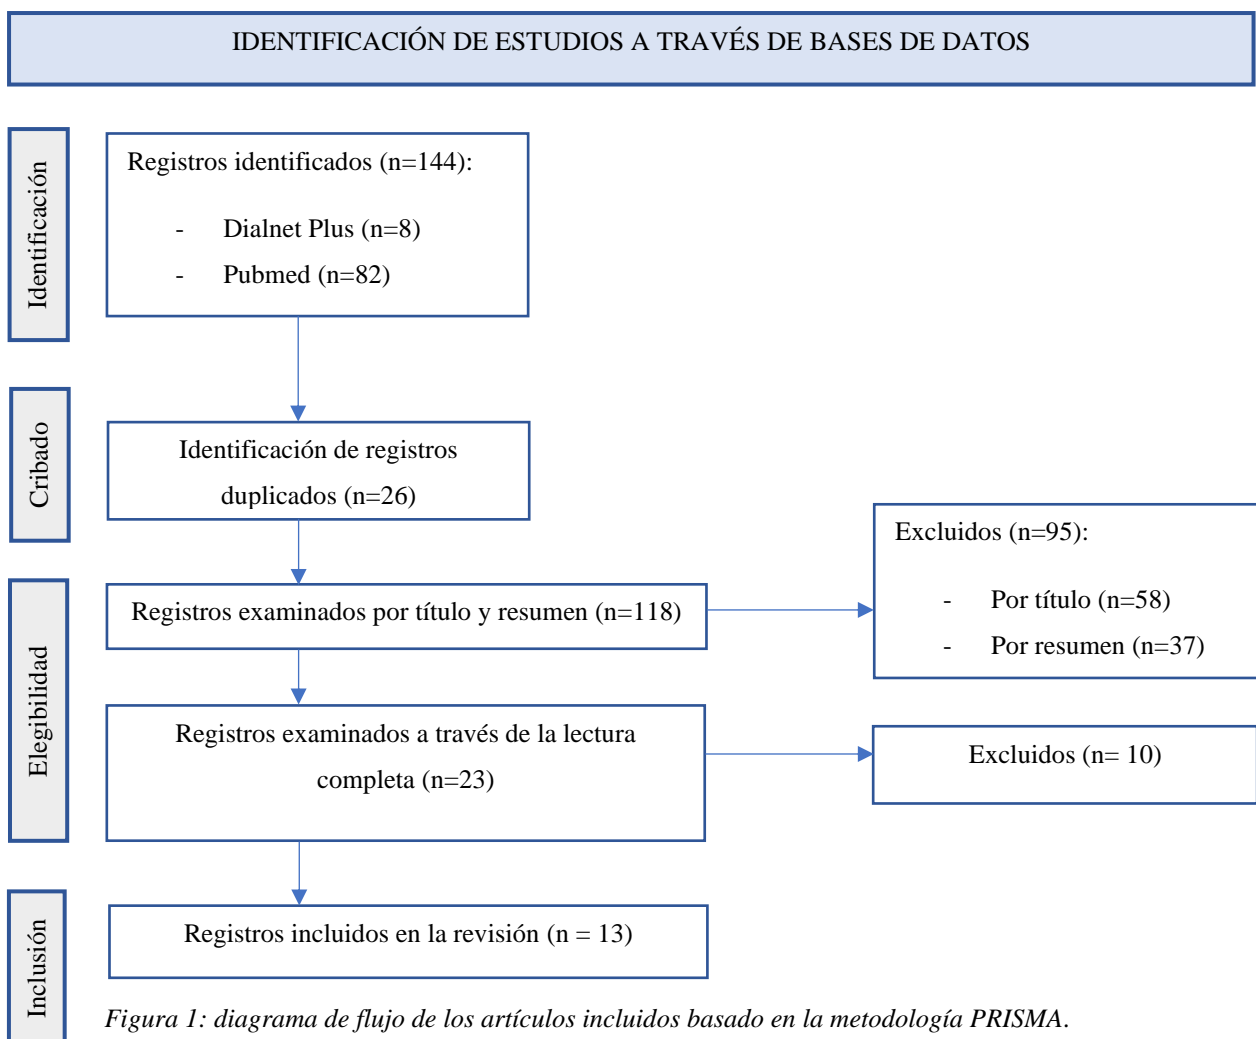 IDENTIFICACIÓN DE ESTUDIOS A TRAVÉS DE BASES DE DATOS
Identificación
Registros identificados (n=144):
- Dialnet Plus (n=8)
- Pubmed (n=82)
Cribado
Identificación de registros
duplicados (n=26)
Elegibilidad
Registros examinados por título y resumen (n=118)
Excluidos (n=95):
- Por título (n=58)
- Por resumen (n=37)
Registros examinados a través de la lectura
completa (n=23)
Excluidos (n= 10)
Inclusión
Registros incluidos en la revisión (n = 13)
Figura 1: diagrama de flujo de los artículos incluidos basado en la metodología PRISMA.